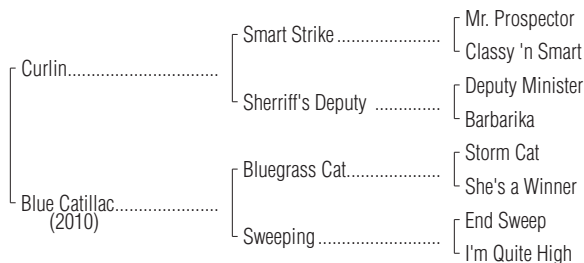 Mr. Prospector
Smart Strike
Classy 'n Smart
Curlin
Deputy Minister
Sherriff's Deputy
Barbarika
Storm Cat
Bluegrass Cat
She's a Winner
Blue Catillac
(2010)
End Sweep
Sweeping
I'm Quite High